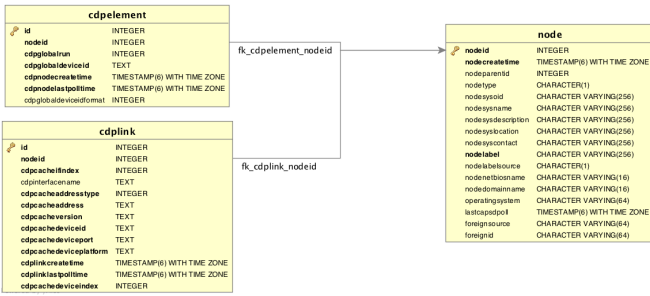 cdpelement
id INTEGER
nodeid INTEGER
cdpglobalrun INTEGER
cdpglobaldeviceid TEXT
cdpnodecreatetime TIMESTAMP(6) WITH TIME ZONE
cdpnodelastpolltime TIMESTAMP(6) WITH TIME ZONE
cdpglobaldeviceidformat INTEGER
fk_cdpelement_nodeid
cdplink
id INTEGER
nodeid INTEGER
cdpcacheifindex INTEGER
cdpinterfacename TEXT
cdpcacheaddresstype INTEGER
cdpcacheaddress TEXT
cdpcacheversion TEXT
cdpcachedeviceid TEXT
cdpcachedeviceport TEXT
cdpcachedeviceplatform TEXT
cdplinkcreatetime TIMESTAMP(6) WITH TIME ZONE
cdplinklastpolltime TIMESTAMP(6) WITH TIME ZONE
cdpcachedeviceindex INTEGER
fk_cdplink_nodeid
node
nodeid INTEGER
nodecreatetime TIMESTAMP(6) WITH TIME ZONE
nodeparentid INTEGER
nodetype CHARACTER(1)
nodesysoid CHARACTER VARYING(256)
nodesysname CHARACTER VARYING(256)
nodesysdescription CHARACTER VARYING(256)
nodesyslocation CHARACTER VARYING(256)
nodesyscontact CHARACTER VARYING(256)
nodelabel CHARACTER VARYING(256)
nodelabelsource CHARACTER(1)
nodenetbiosname CHARACTER VARYING(16)
nodedomainname CHARACTER VARYING(16)
operatingsystem CHARACTER VARYING(64)
lastcapsdpoll TIMESTAMP(6) WITH TIME ZONE
foreignsource CHARACTER VARYING(64)
foreignid CHARACTER VARYING(64)